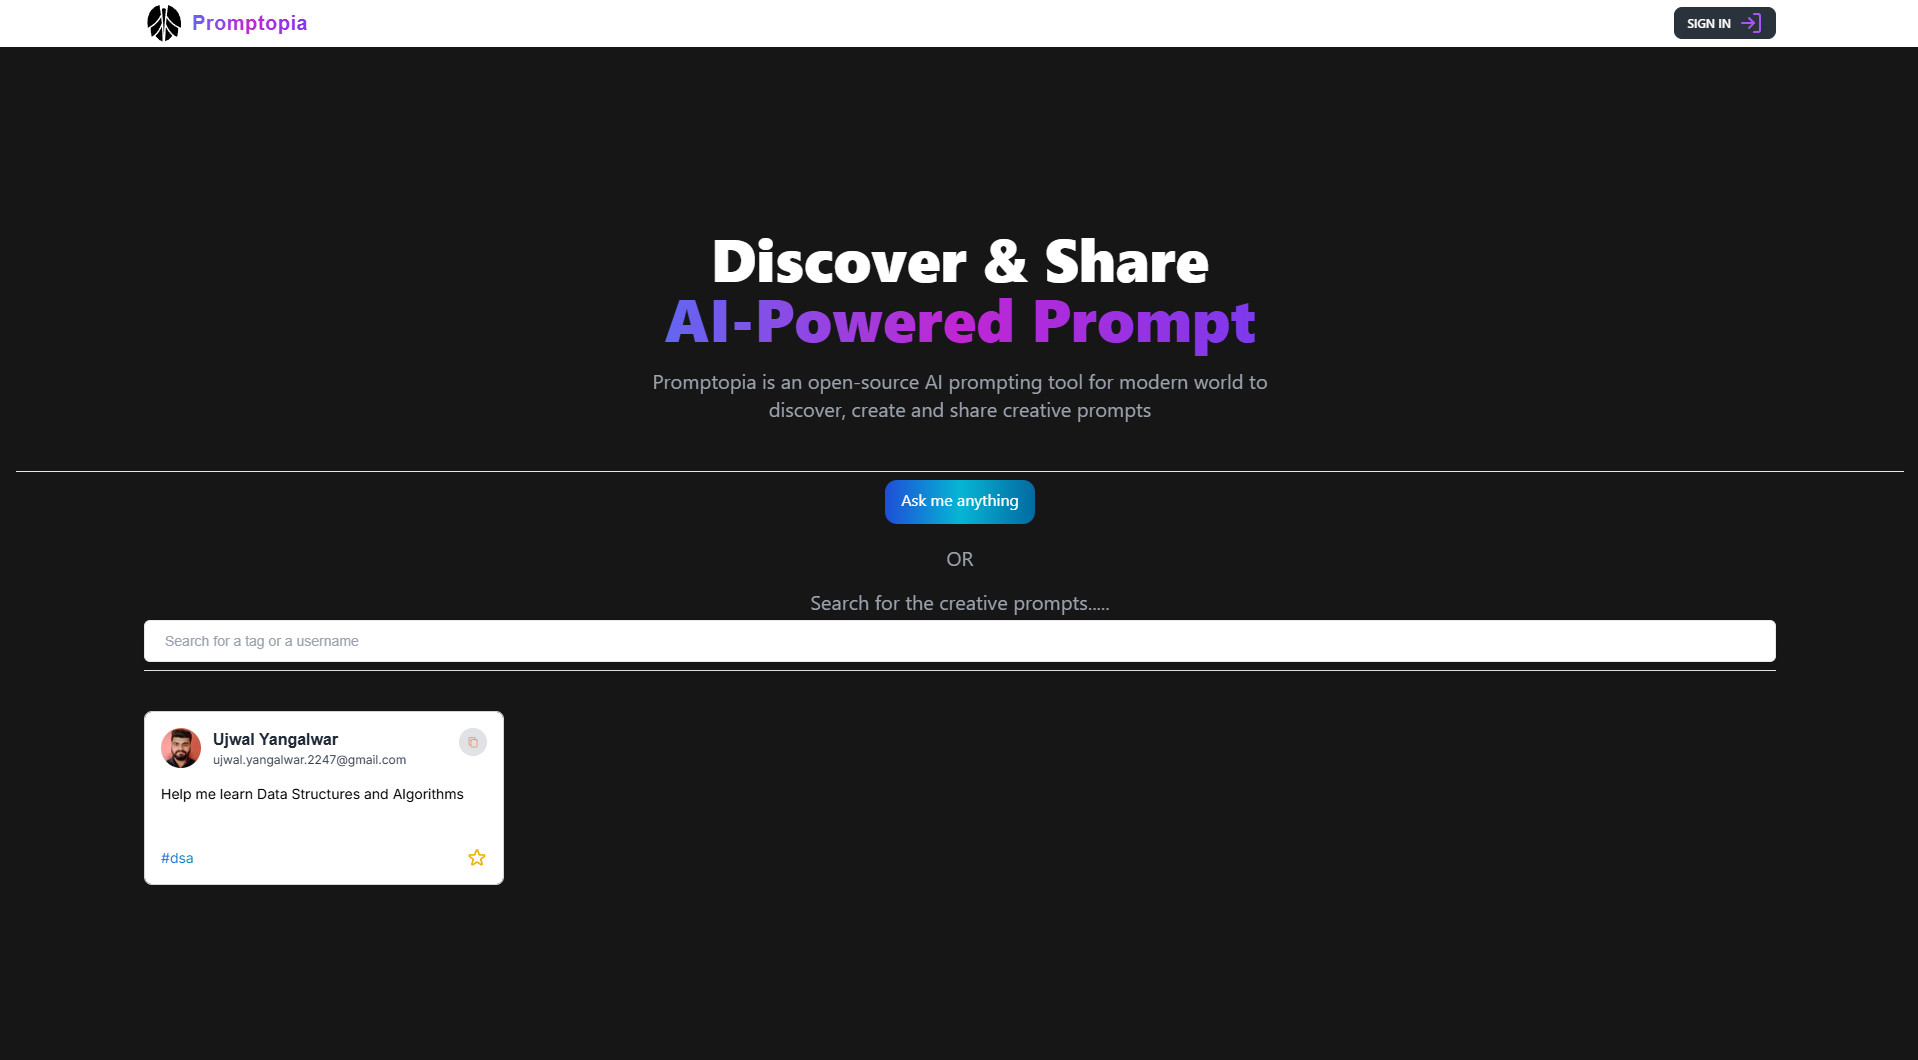 Promptopia
SIGN IN
Discover & Share
AI-Powered Prompt
Promptopia is an open-source AI prompting tool for modern world to
discover, create and share creative prompts
Ask me anything
OR
Search for the creative prompts.....
Search for a tag or a username
Ujwal Yangalwar
ujwal.yangalwar.2247@gmail.com
Help me learn Data Structures and Algorithms
#dsa